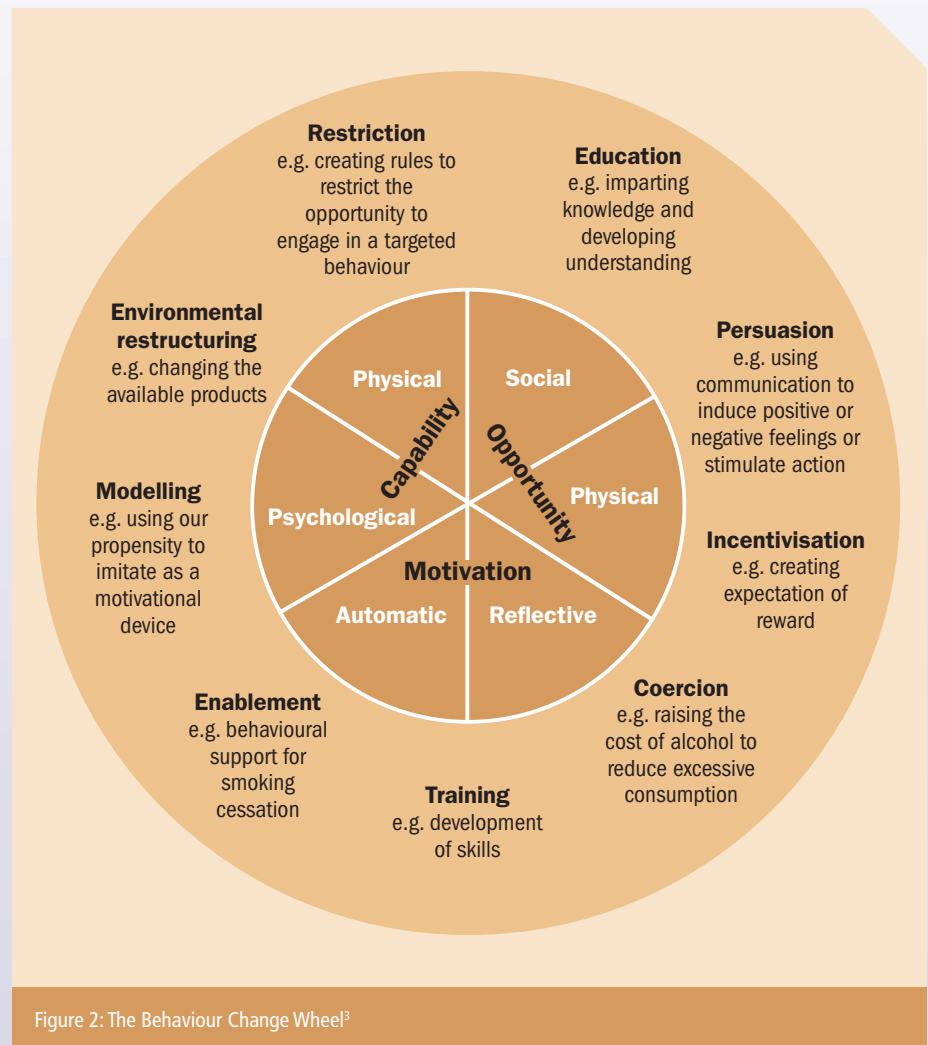 Restriction
e.g. creating rules to
restrict the
opportunity to
engage in a targeted
behaviour
Education
e.g. imparting
knowledge and
developing
understanding
Persuasion
e.g. using
communication to
induce positive or
negative feelings or
stimulate action
Incentivisation
e.g. creating
expectation of
reward
Coercion
e.g. raising the
cost of alcohol to
reduce excessive
consumption
Training
e.g. development
of skills
Enablement
e.g. behavioural
support for
smoking
cessation
Modelling
e.g. using our
propensity to
imitate as a
motivational
device
Environmental
restructuring
e.g. changing the
available products
Physical
Social
Capability
Opportunity
Psychological
Physical
Motivation
Automatic
Reflective
Figure 2: The Behaviour Change Wheel³